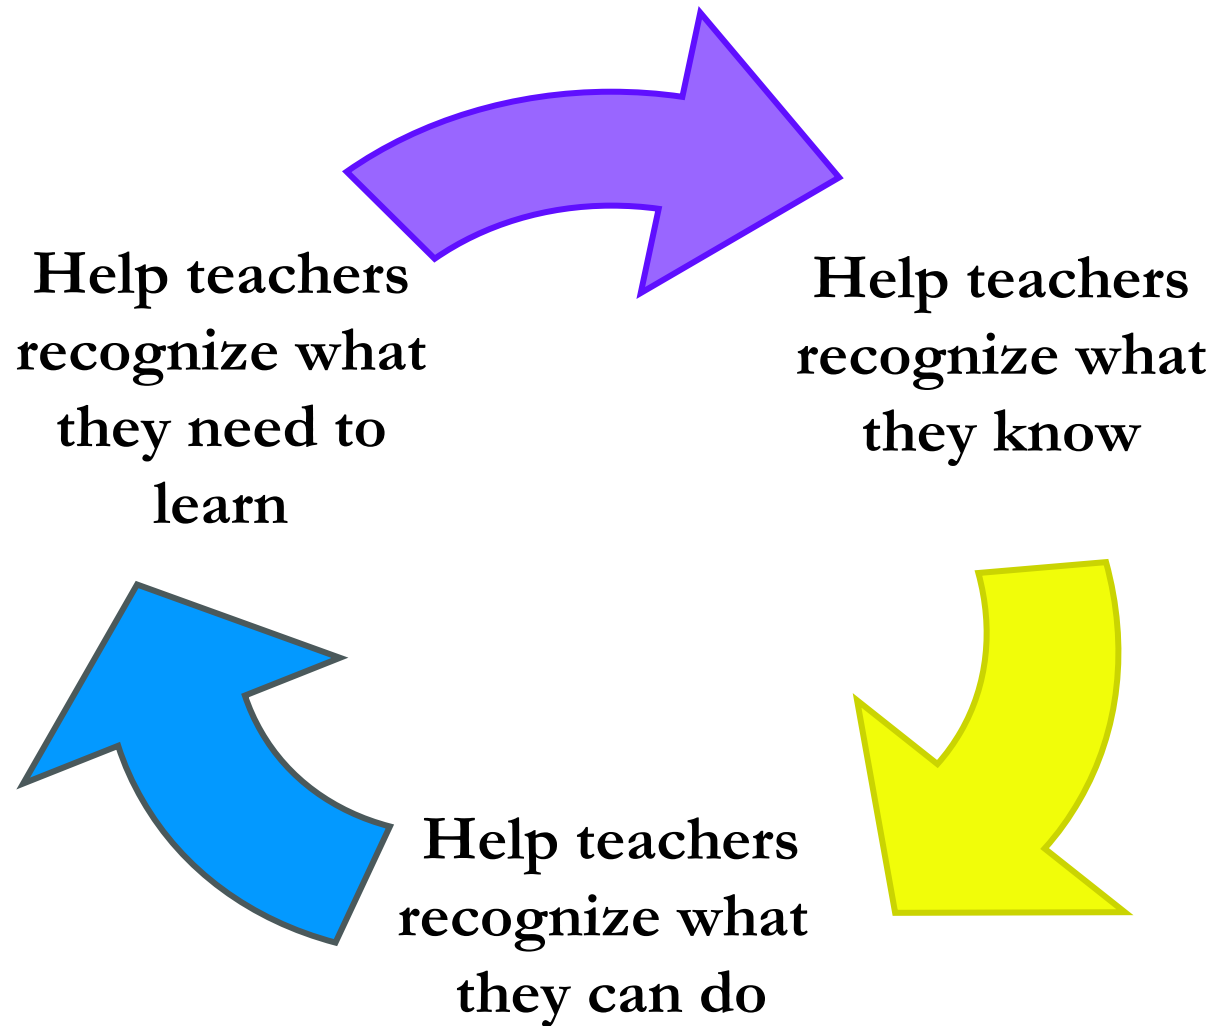 Help teachers
recognize what
they need to
learn
Help teachers
recognize what
they know
Help teachers
recognize what
they can do